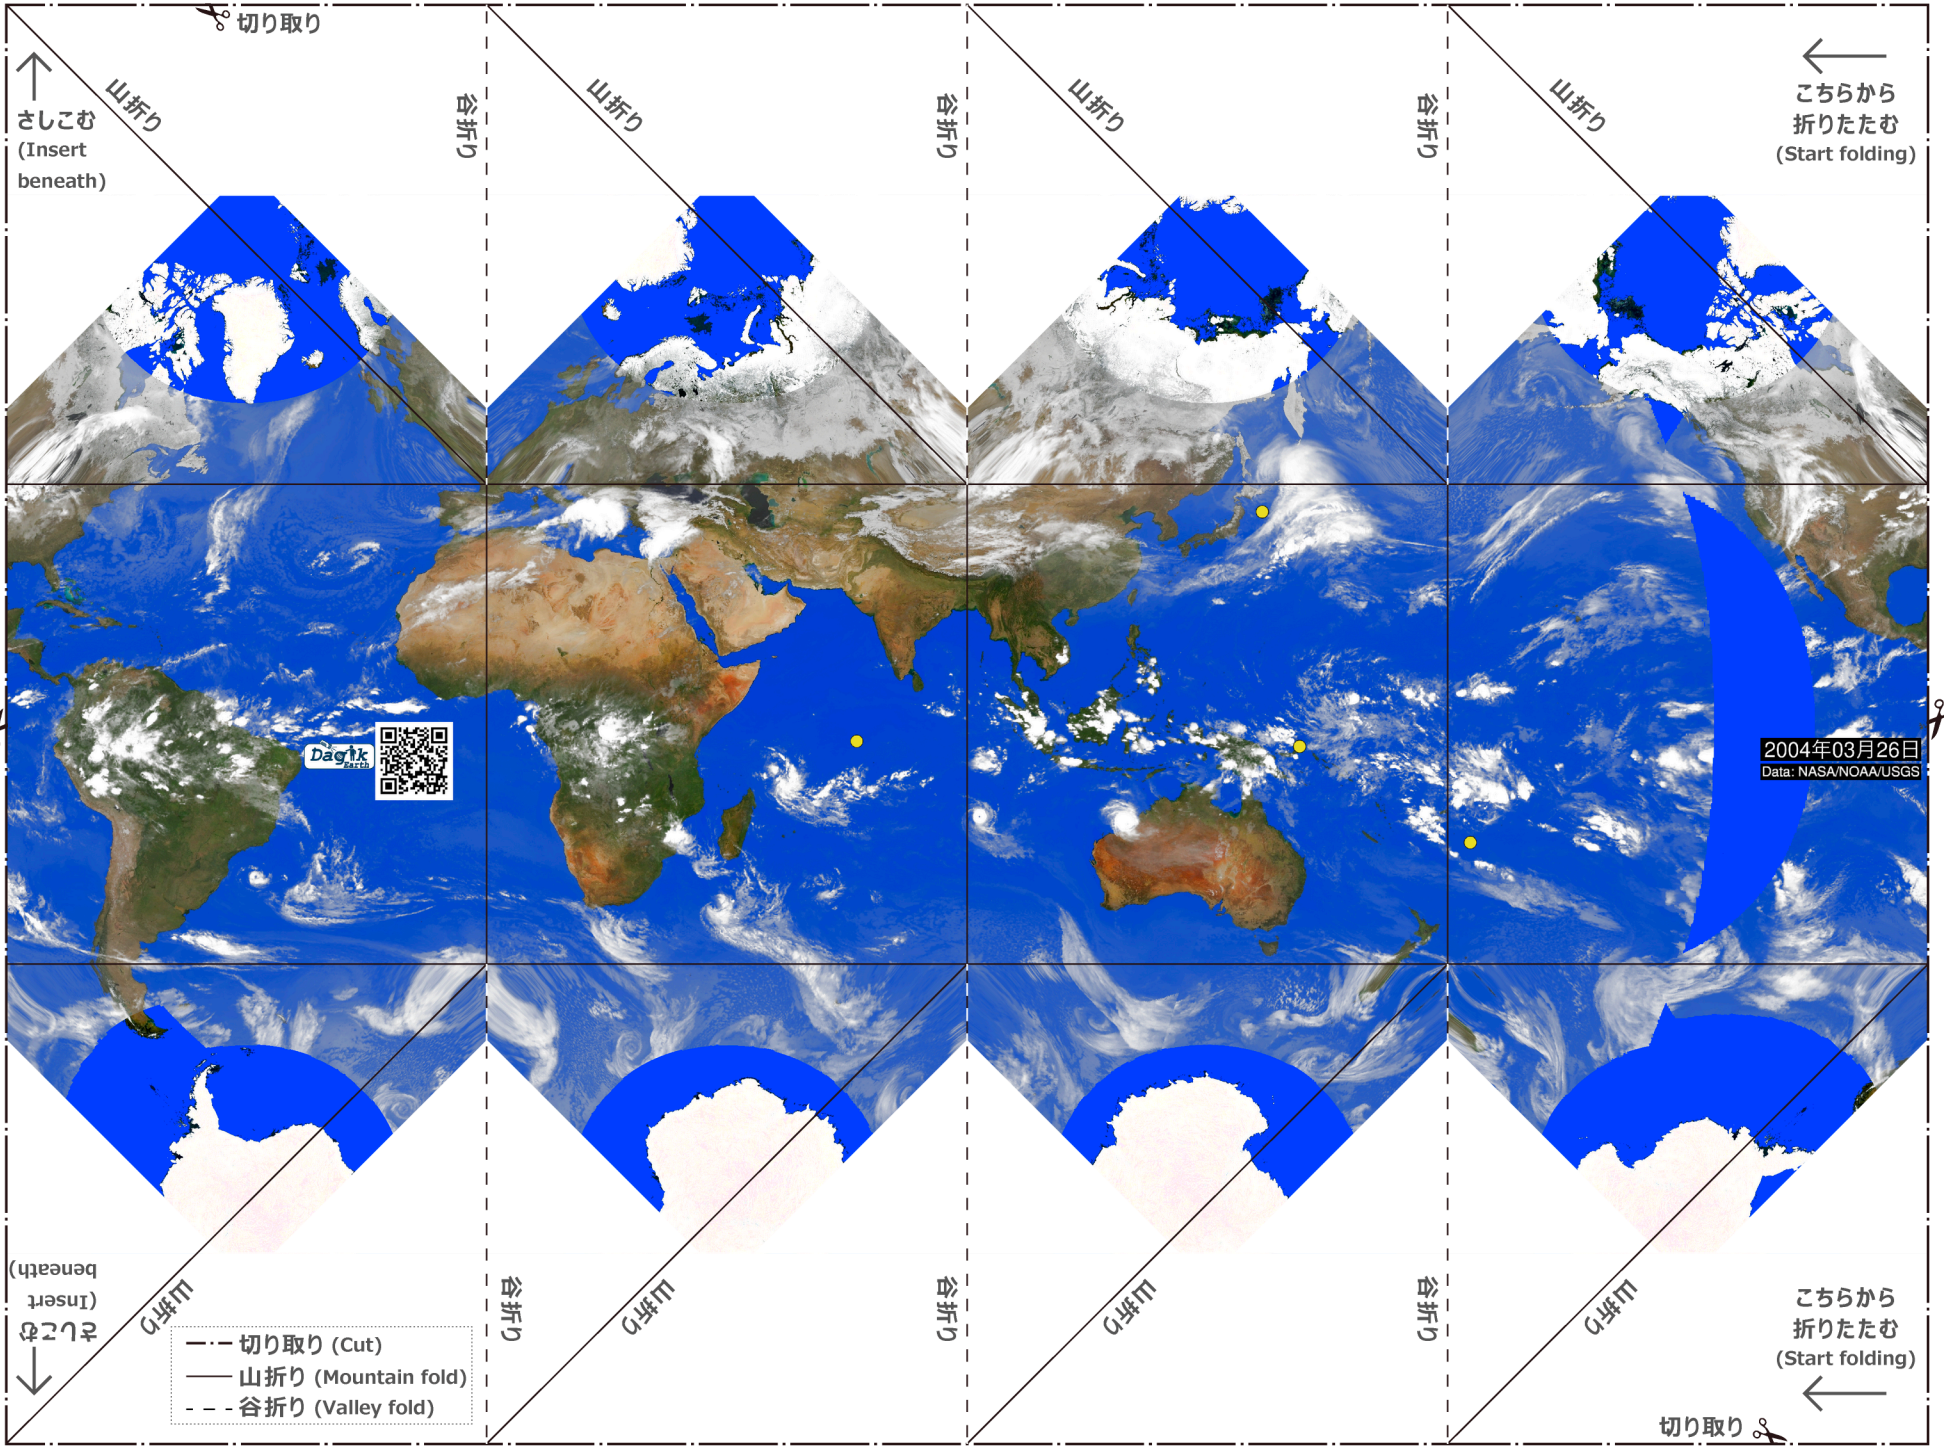 切り取り
山折り
谷折り
山折り
谷折り
山折り
谷折り
山折り
さしこむ
(Insert
beneath)
こちらから
折りたたむ
(Start folding)
Dagik
Earth
2004年03月26日
Data: NASA/NOAA/USGS
さしこむ
(Insert
beneath)
山折り
谷折り
山折り
谷折り
山折り
谷折り
山折り
こちらから
折りたたむ
(Start folding)
切り取り (Cut)
山折り (Mountain fold)
谷折り (Valley fold)
切り取り